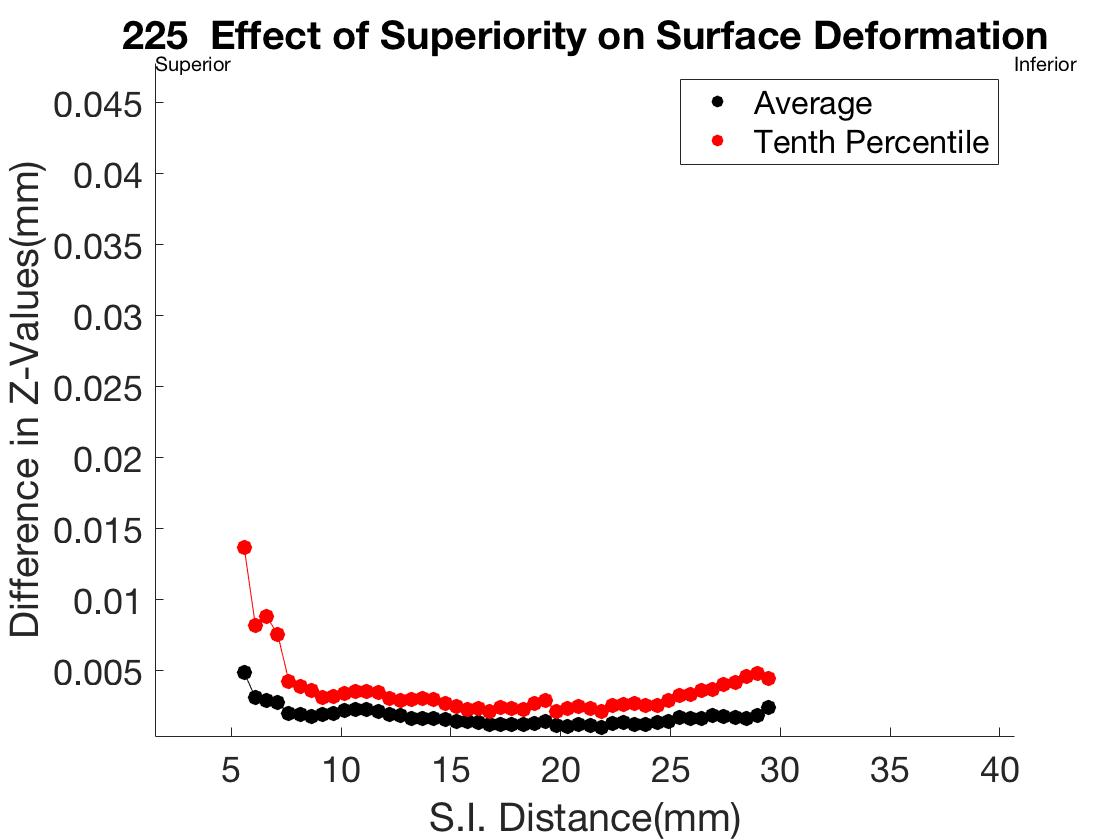 225  Effect of Superiority on Surface Deformation
Superior
Inferior
Average
Tenth Percentile
0.045
0.04
0.035
0.03
0.025
0.02
0.015
0.01
0.005
Difference in Z-Values(mm)
5 10 15 20 25 30 35 40
S.I. Distance(mm)